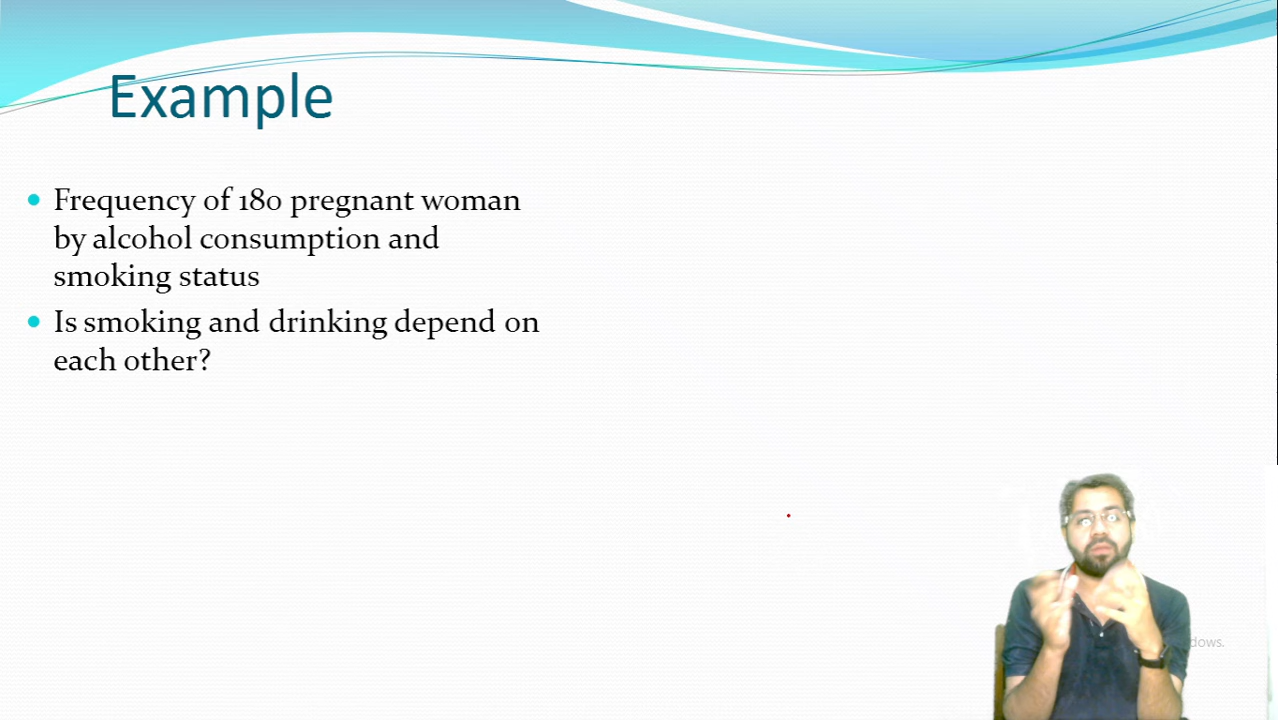 Example
Frequency of 180 pregnant woman
by alcohol consumption and
smoking status
Is smoking and drinking depend on
each other?